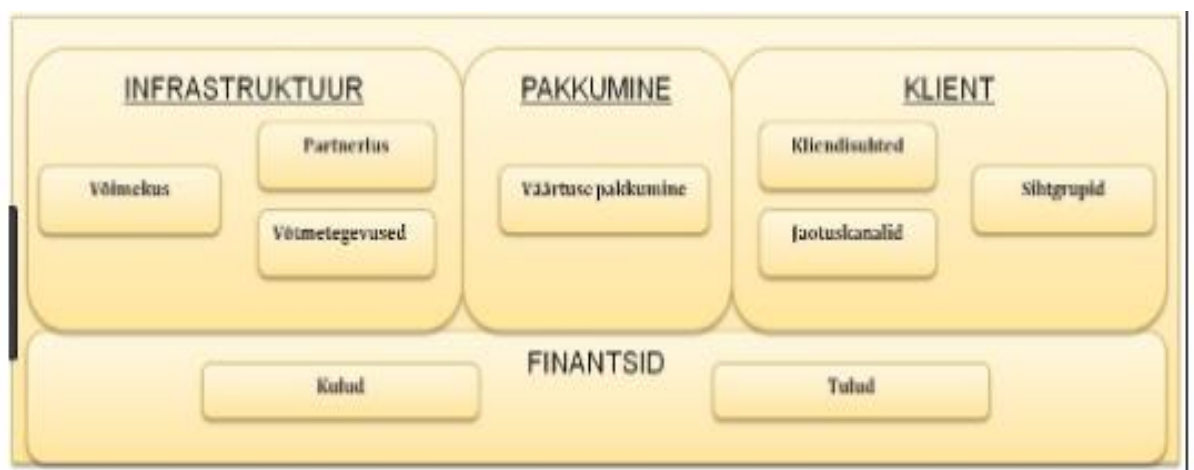 INFRASTRUKTUUR
Partnerlus
Võimekus
Võtmetegevused
PAKKUMINE
Väärtuse pakkumine
KLIENT
Kliendisuhted
Sihtgrupid
Jaotuskanalid
FINANTSID
Kulud
Tulud